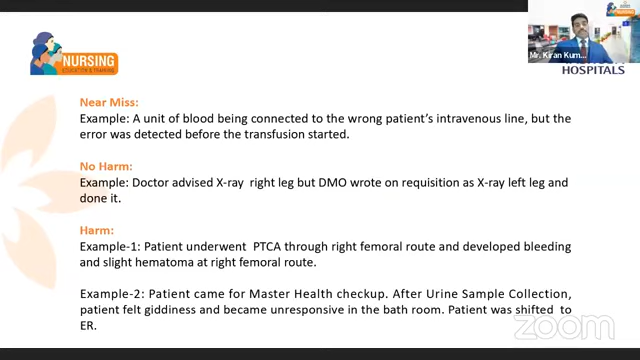 NURSING
EDUCATION & TRAINING
Mr. Kiran Kum...
HOSPITALS
Near Miss:
Example: A unit of blood being connected to the wrong patient's intravenous line, but the
error was detected before the transfusion started.
No Harm:
Example: Doctor advised X-ray right leg but DMO wrote on requisition as X-ray left leg and
done it.
Harm:
Example-1: Patient underwent PTCA through right femoral route and developed bleeding
and slight hematoma at right femoral route.
Example-2: Patient came for Master Health checkup. After Urine Sample Collection,
patient felt giddiness and became unresponsive in the bath room. Patient was shifted to
ER.
zoom